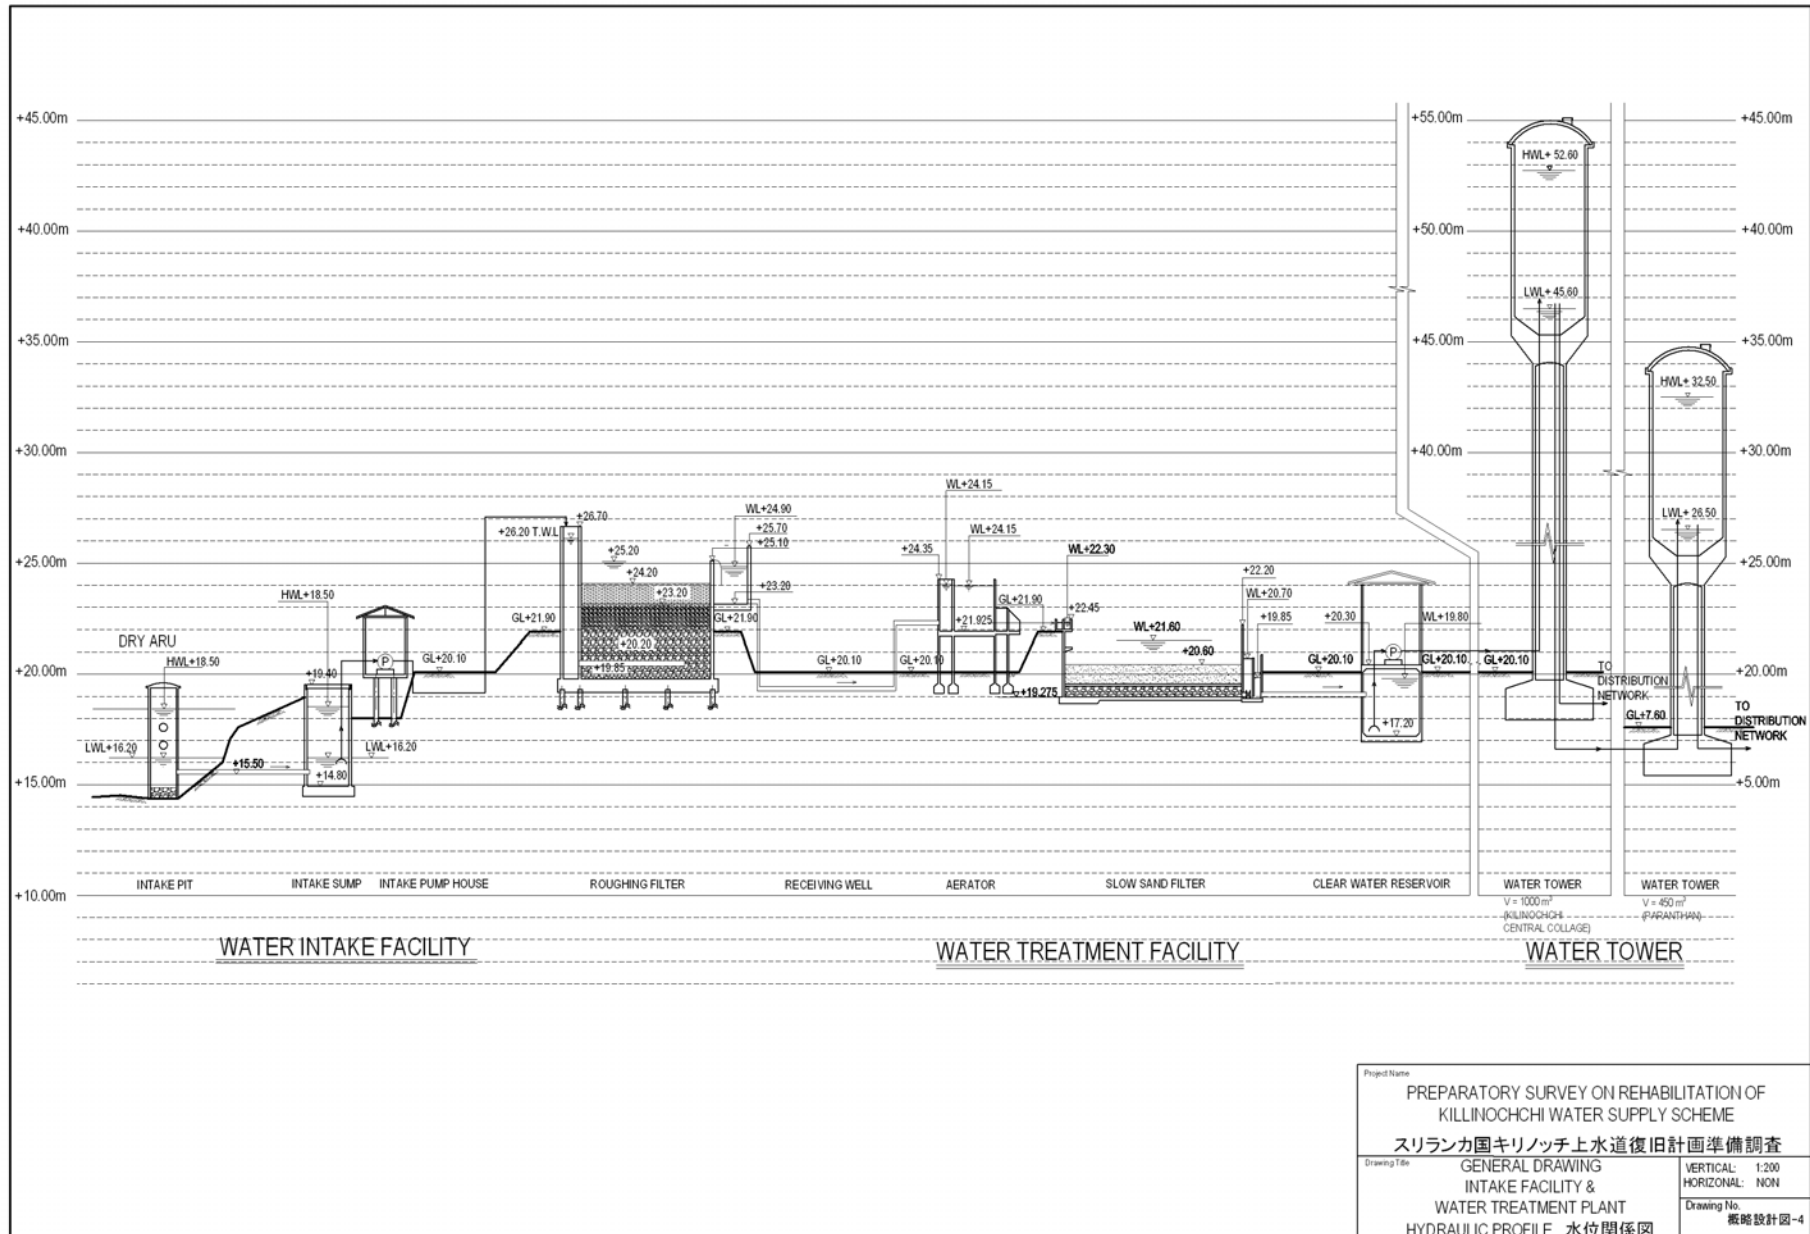 +45.00m
+40.00m
+35.00m
+30.00m
+25.00m
+20.00m
+15.00m
+10.00m
DRY ARU
HWL+18.50
LWL+16.20
+15.50
HWL+18.50
+19.40
LWL+16.20
+14.80
P
GL+20.10
GL+21.90
+26.20 T.W.L
+26.70
+25.20
+24.20
+23.20
+20.20
+19.85
WL+24.90
+25.70
+25.10
+23.20
GL+21.90
GL+20.10
GL+20.10
WL+24.15
WL+24.15
+24.35
GL+21.90
+21.925
WL+22.30
+22.45
WL+21.60
+20.60
+19.275
+22.20
WL+20.70
+19.85
GL+20.10
+20.30
WL+19.80
P
+17.20
GL+20.10
GL+20.10
+55.00m
+50.00m
+45.00m
+40.00m
HWL+ 52.60
LWL+ 45.60
TO
DISTRIBUTION
NETWORK
+45.00m
+40.00m
+35.00m
+30.00m
+25.00m
+20.00m
+5.00m
HWL+ 32.50
LWL+ 26.50
GL+7.60
TO
DISTRIBUTION
NETWORK
INTAKE PIT
INTAKE SUMP
INTAKE PUMP HOUSE
ROUGHING FILTER
RECEIVING WELL
AERATOR
SLOW SAND FILTER
CLEAR WATER RESERVOIR
WATER TOWER
V = 1000 m³
(KILINOCHCHI
CENTRAL COLLAGE)
WATER TOWER
V = 450 m³
(PARANTHAN)
WATER INTAKE FACILITY
WATER TREATMENT FACILITY
WATER TOWER
Project Name
PREPARATORY SURVEY ON REHABILITATION OF
KILLINOCHCHI WATER SUPPLY SCHEME
スリランカ国キリノッチ上水道復旧計画準備調査
Drawing Title
GENERAL DRAWING
INTAKE FACILITY &
WATER TREATMENT PLANT
HYDRAULIC PROFILE 水位関係図
VERTICAL: 1:200
HORIZONAL: NON
Drawing No.
概略設計図-4